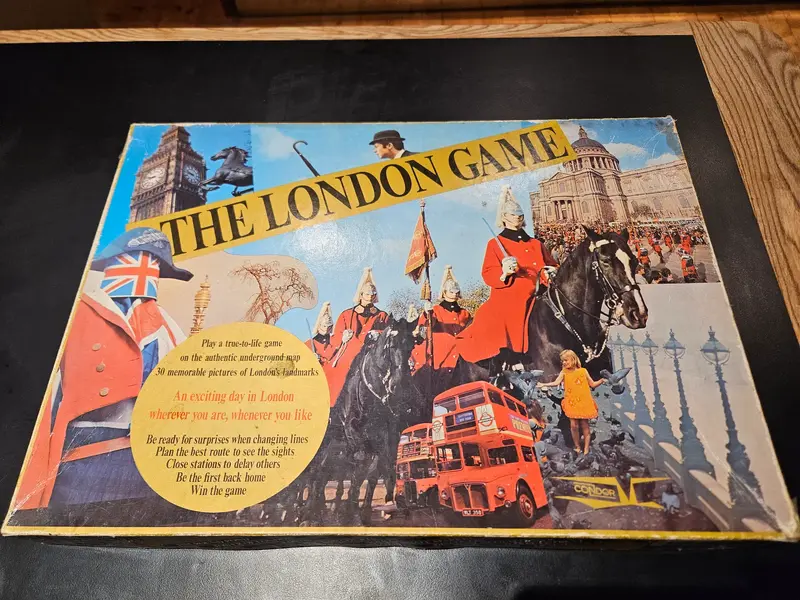 THE LONDON GAME
Play a true-to-life game
on the authentic underground map
30 memorable pictures of London's landmarks
An exciting day in London
wherever you are, whenever you like
Be ready for surprises when changing lines
Plan the best route to see the sights
Close stations to delay others
Be the first back home
Win the game
CONDOR